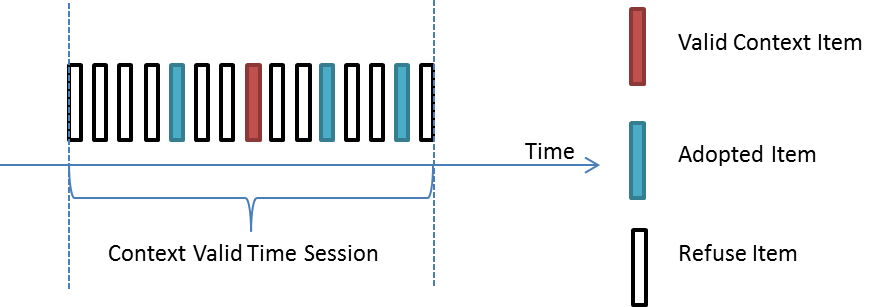 Valid Context Item
Time
Adopted Item
Context Valid Time Session
Refuse Item